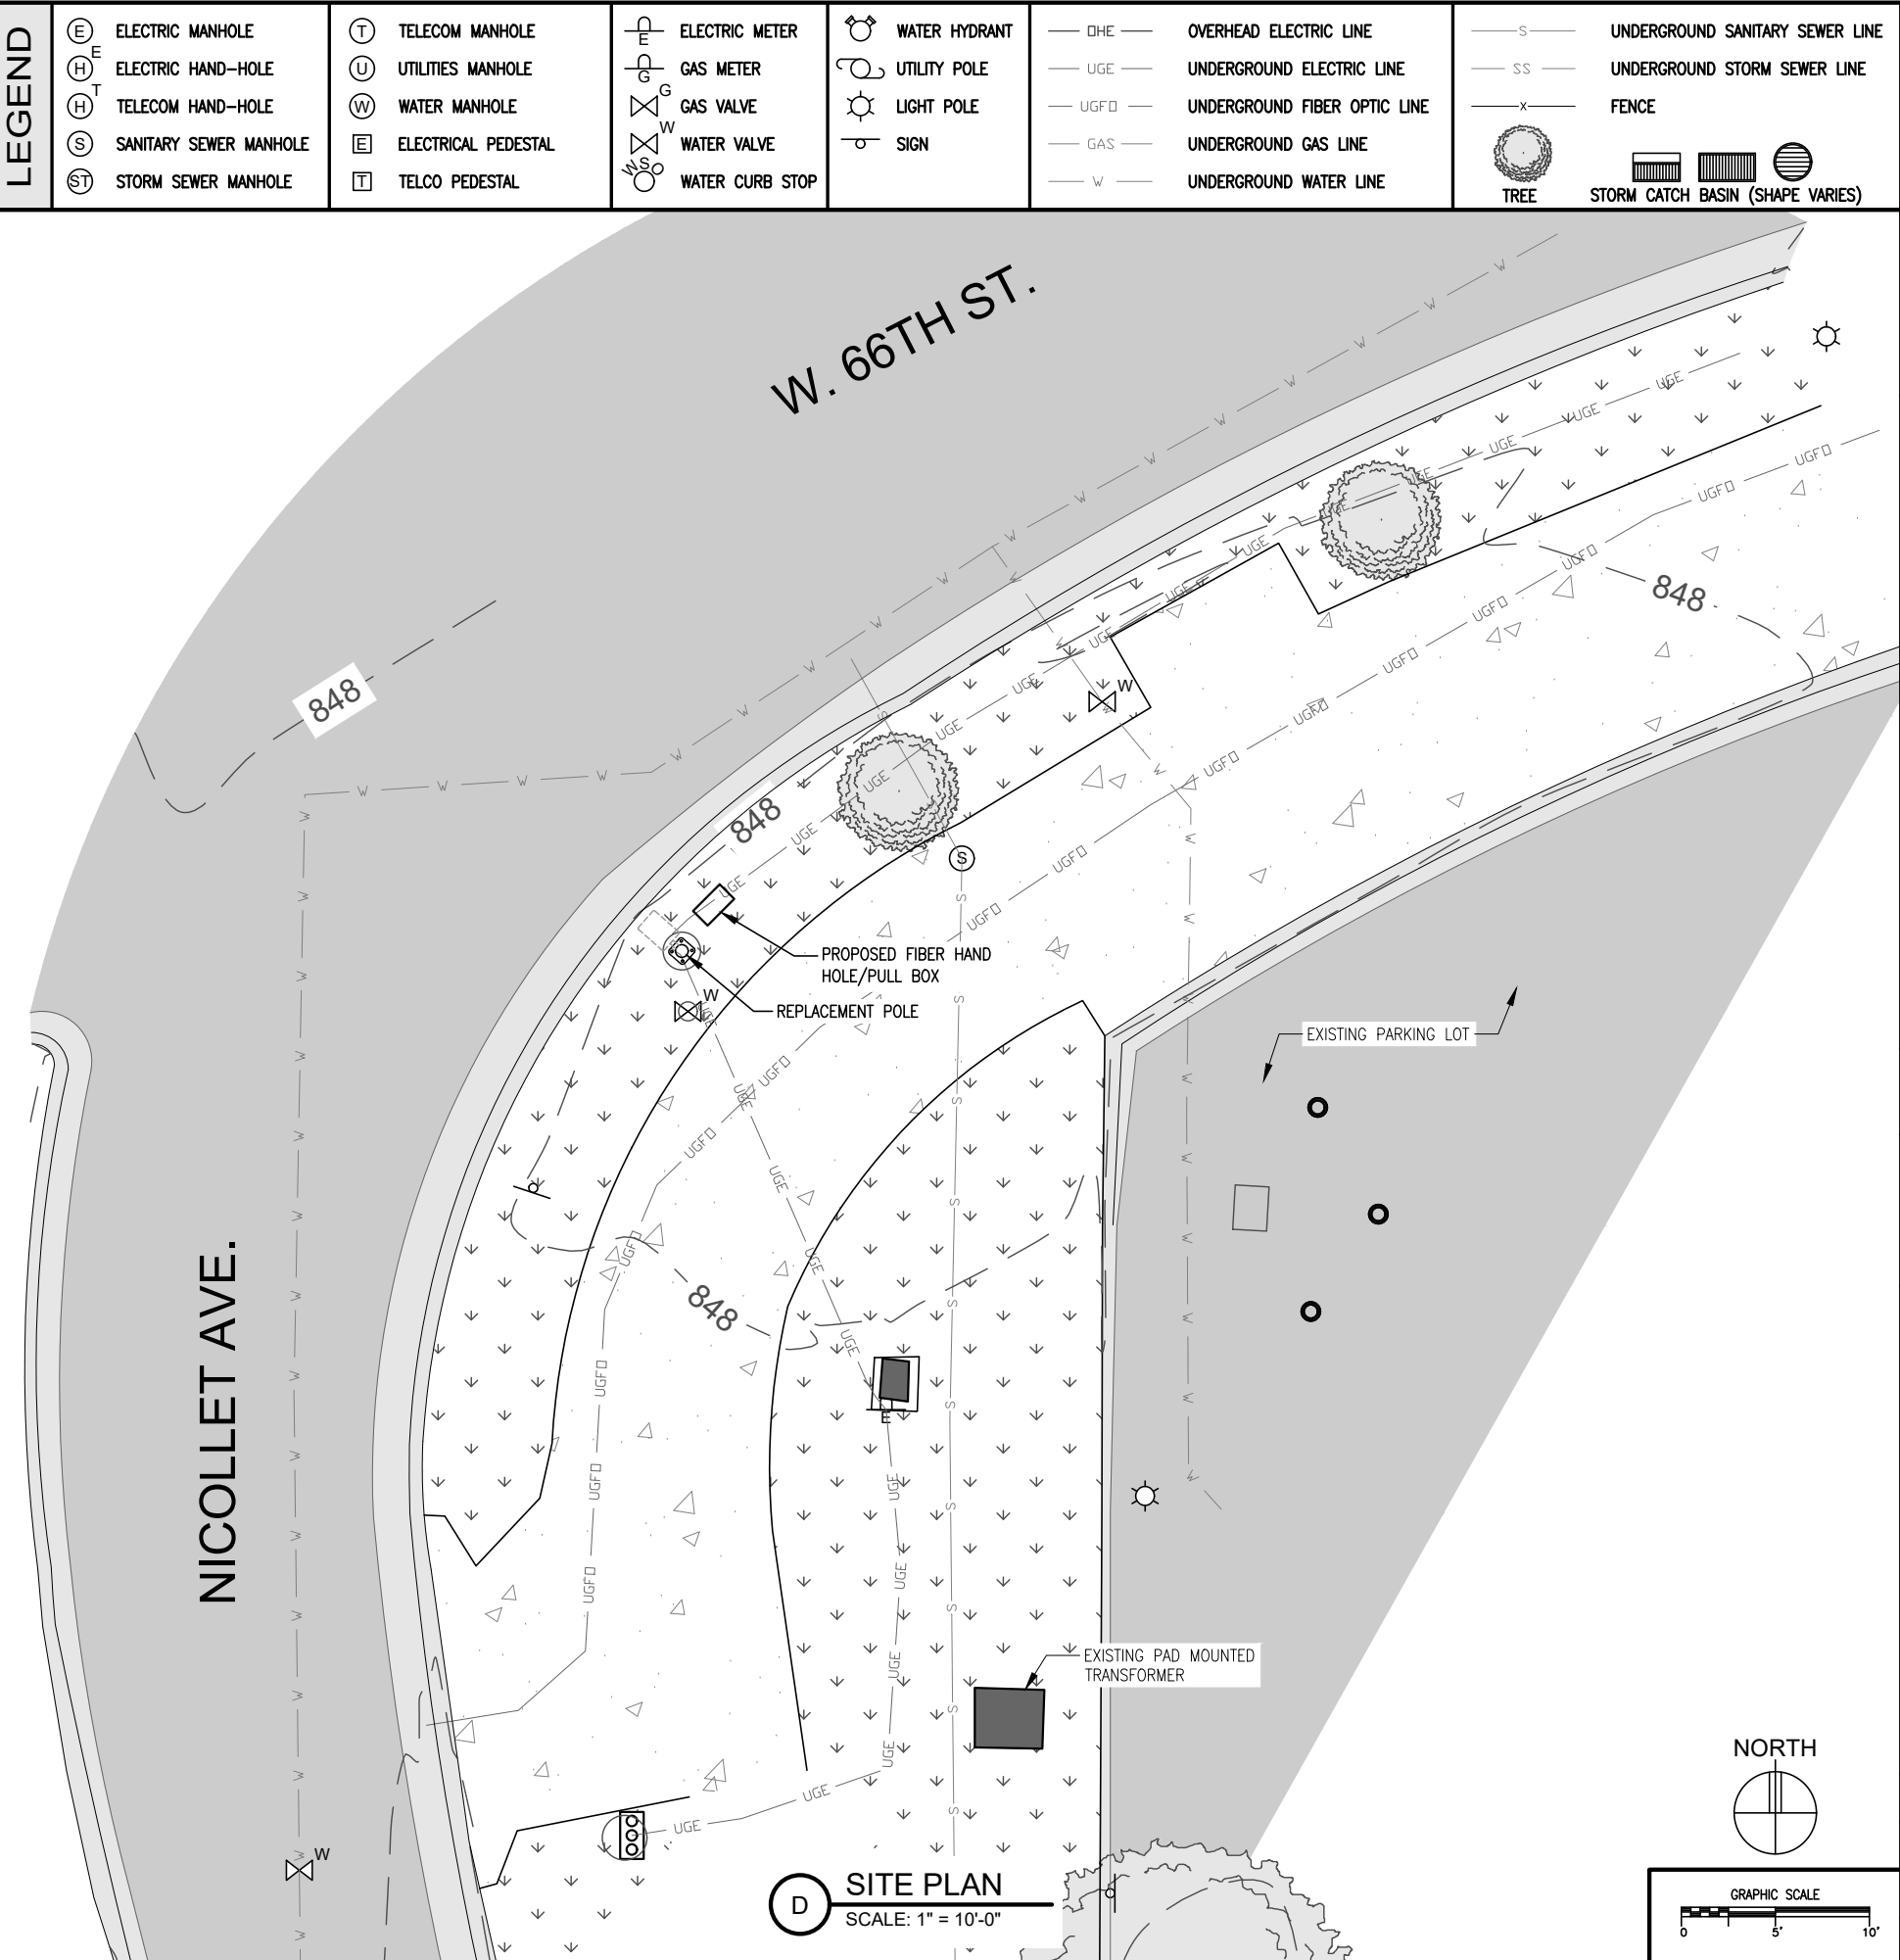 LEGEND
E ELECTRIC MANHOLE
H E ELECTRIC HAND-HOLE
H T TELECOM HAND-HOLE
S SANITARY SEWER MANHOLE
ST STORM SEWER MANHOLE
T TELECOM MANHOLE
U UTILITIES MANHOLE
W WATER MANHOLE
E ELECTRICAL PEDESTAL
T TELCO PEDESTAL
E ELECTRIC METER
G GAS METER
G GAS VALVE
W WATER VALVE
WSO WATER CURB STOP
WATER HYDRANT
UTILITY POLE
LIGHT POLE
SIGN
OHE OVERHEAD ELECTRIC LINE
UGE UNDERGROUND ELECTRIC LINE
UGFO UNDERGROUND FIBER OPTIC LINE
GAS UNDERGROUND GAS LINE
W UNDERGROUND WATER LINE
S UNDERGROUND SANITARY SEWER LINE
SS UNDERGROUND STORM SEWER LINE
X FENCE
TREE
STORM CATCH BASIN (SHAPE VARIES)
W. 66TH ST.
848
848
848
848
W
S
W
PROPOSED FIBER HAND
HOLE/PULL BOX
REPLACEMENT POLE
EXISTING PARKING LOT
NICOLLET AVE.
E
EXISTING PAD MOUNTED
TRANSFORMER
W
UGE
UGFO
S
W
D
SITE PLAN
SCALE: 1" = 10'-0"
NORTH
GRAPHIC SCALE
0 5' 10'